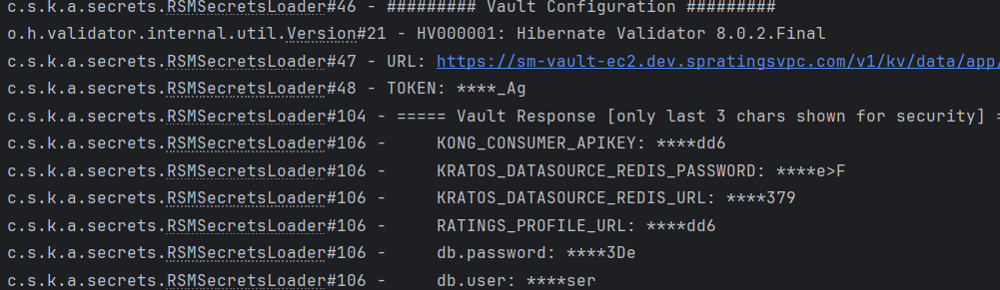 c.s.k.a.secrets.RSMSecretsLoader#46 - ######### Vault Configuration #########
o.h.validator.internal.util.Version#21 - HV000001: Hibernate Validator 8.0.2.Final
c.s.k.a.secrets.RSMSecretsLoader#47 - URL: https://sm-vault-ec2.dev.spratingsvpc.com/v1/kv/data/app/
c.s.k.a.secrets.RSMSecretsLoader#48 - TOKEN: ****_Ag
c.s.k.a.secrets.RSMSecretsLoader#104 - ===== Vault Response [only last 3 chars shown for security] =
c.s.k.a.secrets.RSMSecretsLoader#106 - KONG_CONSUMER_APIKEY: ****dd6
c.s.k.a.secrets.RSMSecretsLoader#106 - KRATOS_DATASOURCE_REDIS_PASSWORD: ****e>F
c.s.k.a.secrets.RSMSecretsLoader#106 - KRATOS_DATASOURCE_REDIS_URL: ****379
c.s.k.a.secrets.RSMSecretsLoader#106 - RATINGS_PROFILE_URL: ****dd6
c.s.k.a.secrets.RSMSecretsLoader#106 - db.password: ****3De
c.s.k.a.secrets.RSMSecretsLoader#106 - db.user: ****ser